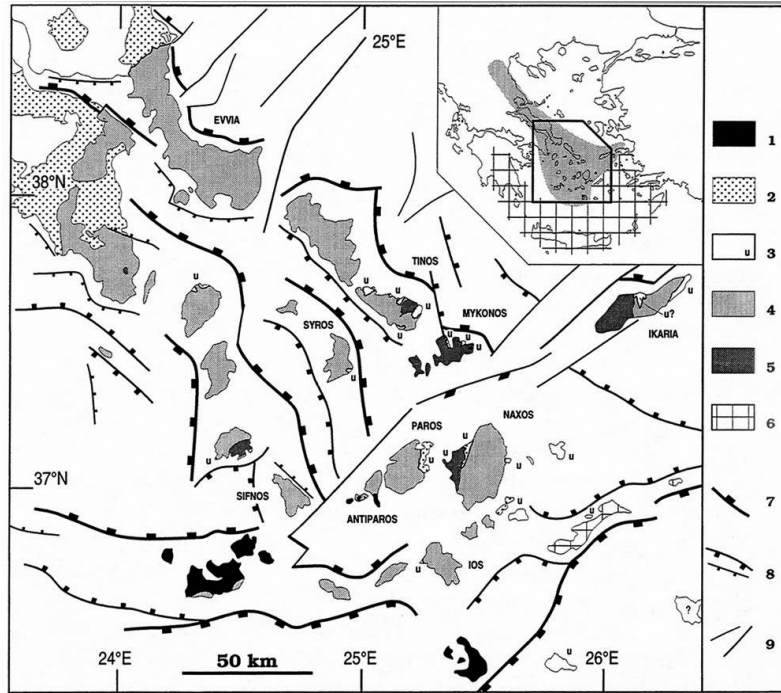 25°E
EVVIA
38°N
1
2
u 3
4
5
6
7
8
9
u
u
TINOS
u
u
u
MYKONOS
u
u?
IKARIA
SYROS
u
u
u
u
PAROS
NAXOS
u
u
u
u
u
37°N
SIFNOS
ANTIPAROS
u
u
u
IOS
u
?
24°E
25°E
26°E
50 km